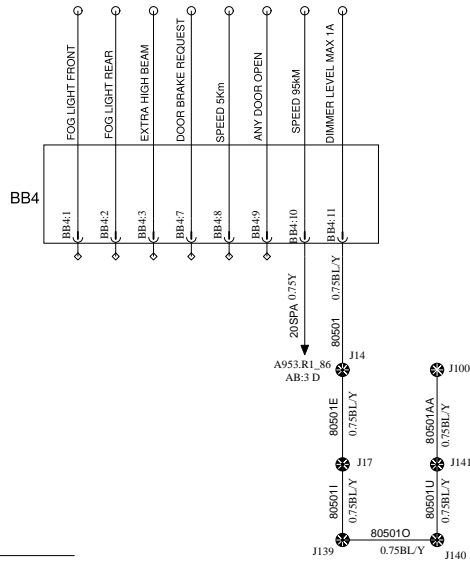 FOG LIGHT FRONT
FOG LIGHT REAR
EXTRA HIGH BEAM
DOOR BRAKE REQUEST
SPEED 5Km
ANY DOOR OPEN
SPEED 95kM
DIMMER LEVEL MAX 1A
BB4
BB4:1
BB4:2
BB4:3
BB4:7
BB4:8
BB4:9
BB4:10
BB4:11
20SPA 0.75Y
80501 0.75BL/Y
A953.R1_86
AB:3 D
J14
J100
80501E 0.75BL/Y
80501AA 0.75BL/Y
J17
J141
80501I 0.75BL/Y
80501U 0.75BL/Y
80501O
J139
0.75BL/Y
J140